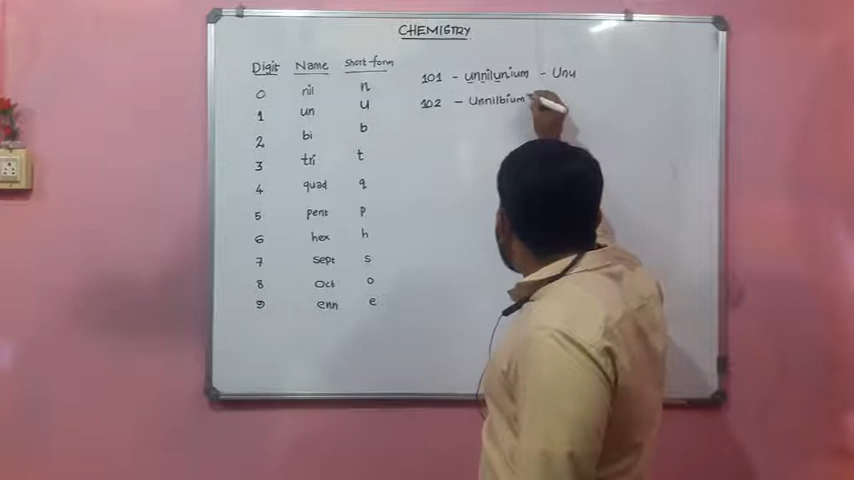 CHEMISTRY
Digit Name Short-form
0 nil n
1 un u
2 bi b
3 tri t
4 quad q
5 pent p
6 hex h
7 sept s
8 Oct o
9 enn e
101 - Unnilunium - Unu
102 - Unnilbium